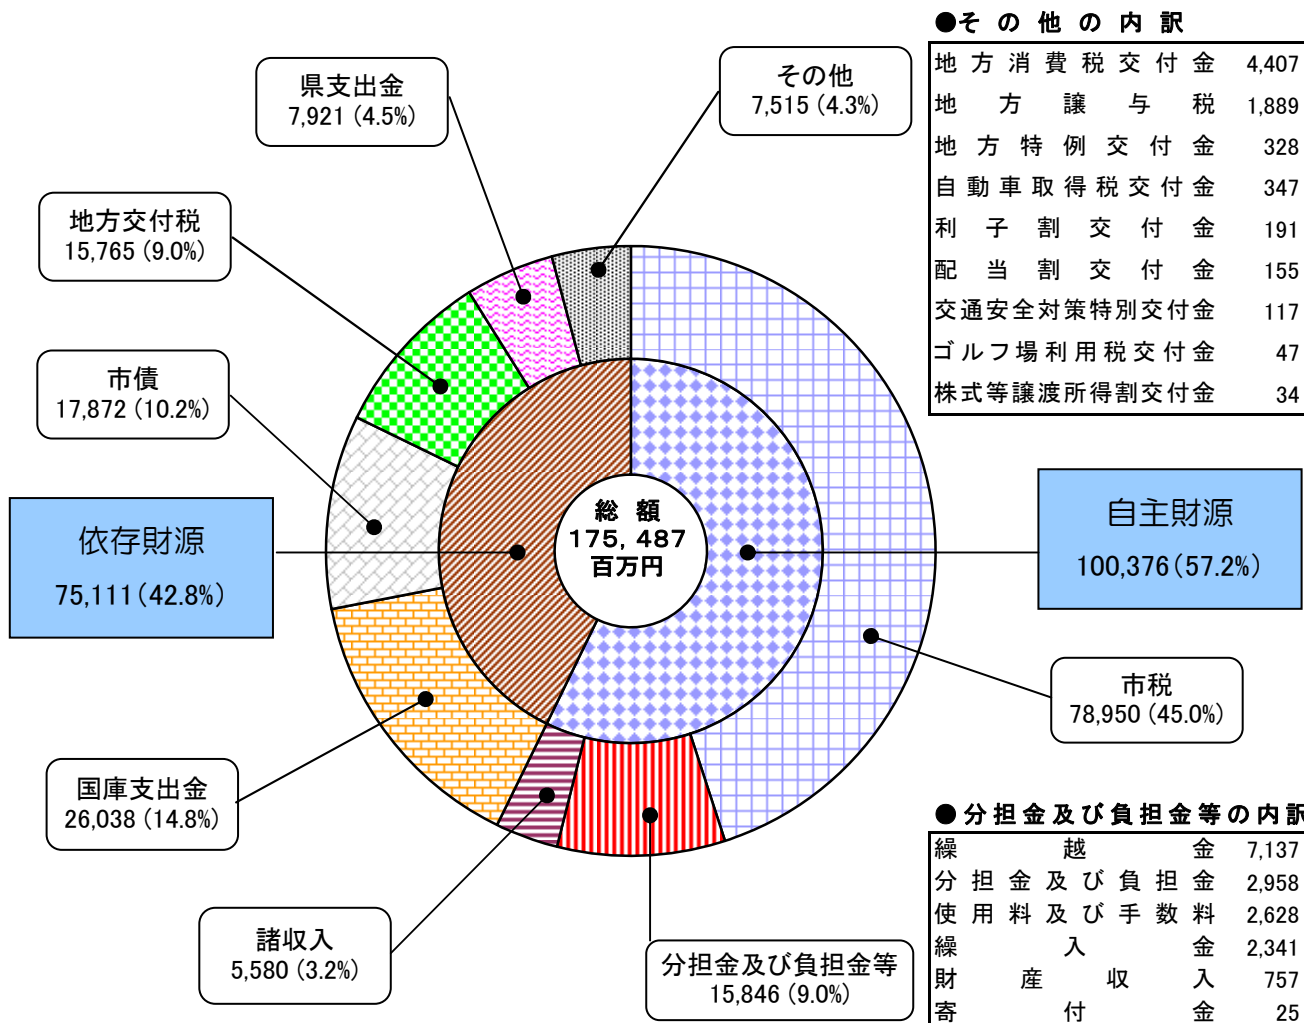 ●その他の内訳
地方消費税交付金 4,407
地方譲与税 1,889
地方特例交付金 328
自動車取得税交付金 347
利子割交付金 191
配当割交付金 155
交通安全対策特別交付金 117
ゴルフ場利用税交付金 47
株式等譲渡所得割交付金 34
県支出金
7,921(4.5%)
その他
7,515(4.3%)
地方交付税
15,765(9.0%)
市債
17,872(10.2%)
依存財源
75,111(42.8%)
総額
175,487
百万円
自主財源
100,376(57.2%)
市税
78,950(45.0%)
国庫支出金
26,038(14.8%)
諸収入
5,580(3.2%)
分担金及び負担金等
15,846(9.0%)
●分担金及び負担金等の内訳
繰越金 7,137
分担金及び負担金 2,958
使用料及び手数料 2,628
繰入金 2,341
財産収入 757
寄付金 25